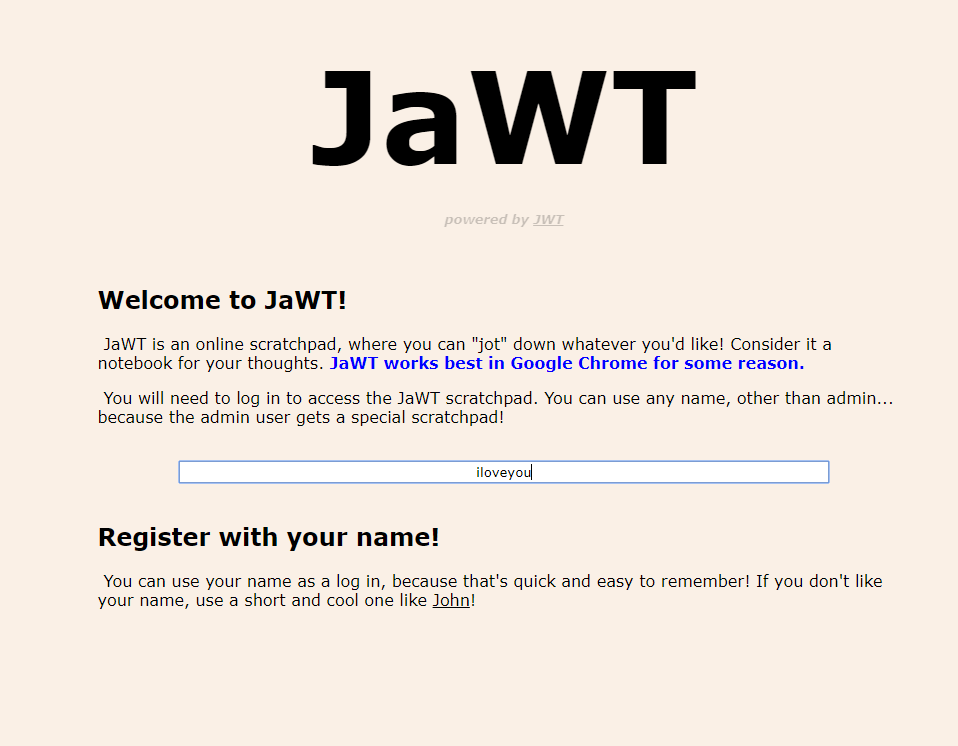 JaWT
powered by JWT
Welcome to JaWT!
JaWT is an online scratchpad, where you can "jot" down whatever you'd like! Consider it a
notebook for your thoughts. JaWT works best in Google Chrome for some reason.
You will need to log in to access the JaWT scratchpad. You can use any name, other than admin...
because the admin user gets a special scratchpad!
iloveyou
Register with your name!
You can use your name as a log in, because that's quick and easy to remember! If you don't like
your name, use a short and cool one like John!